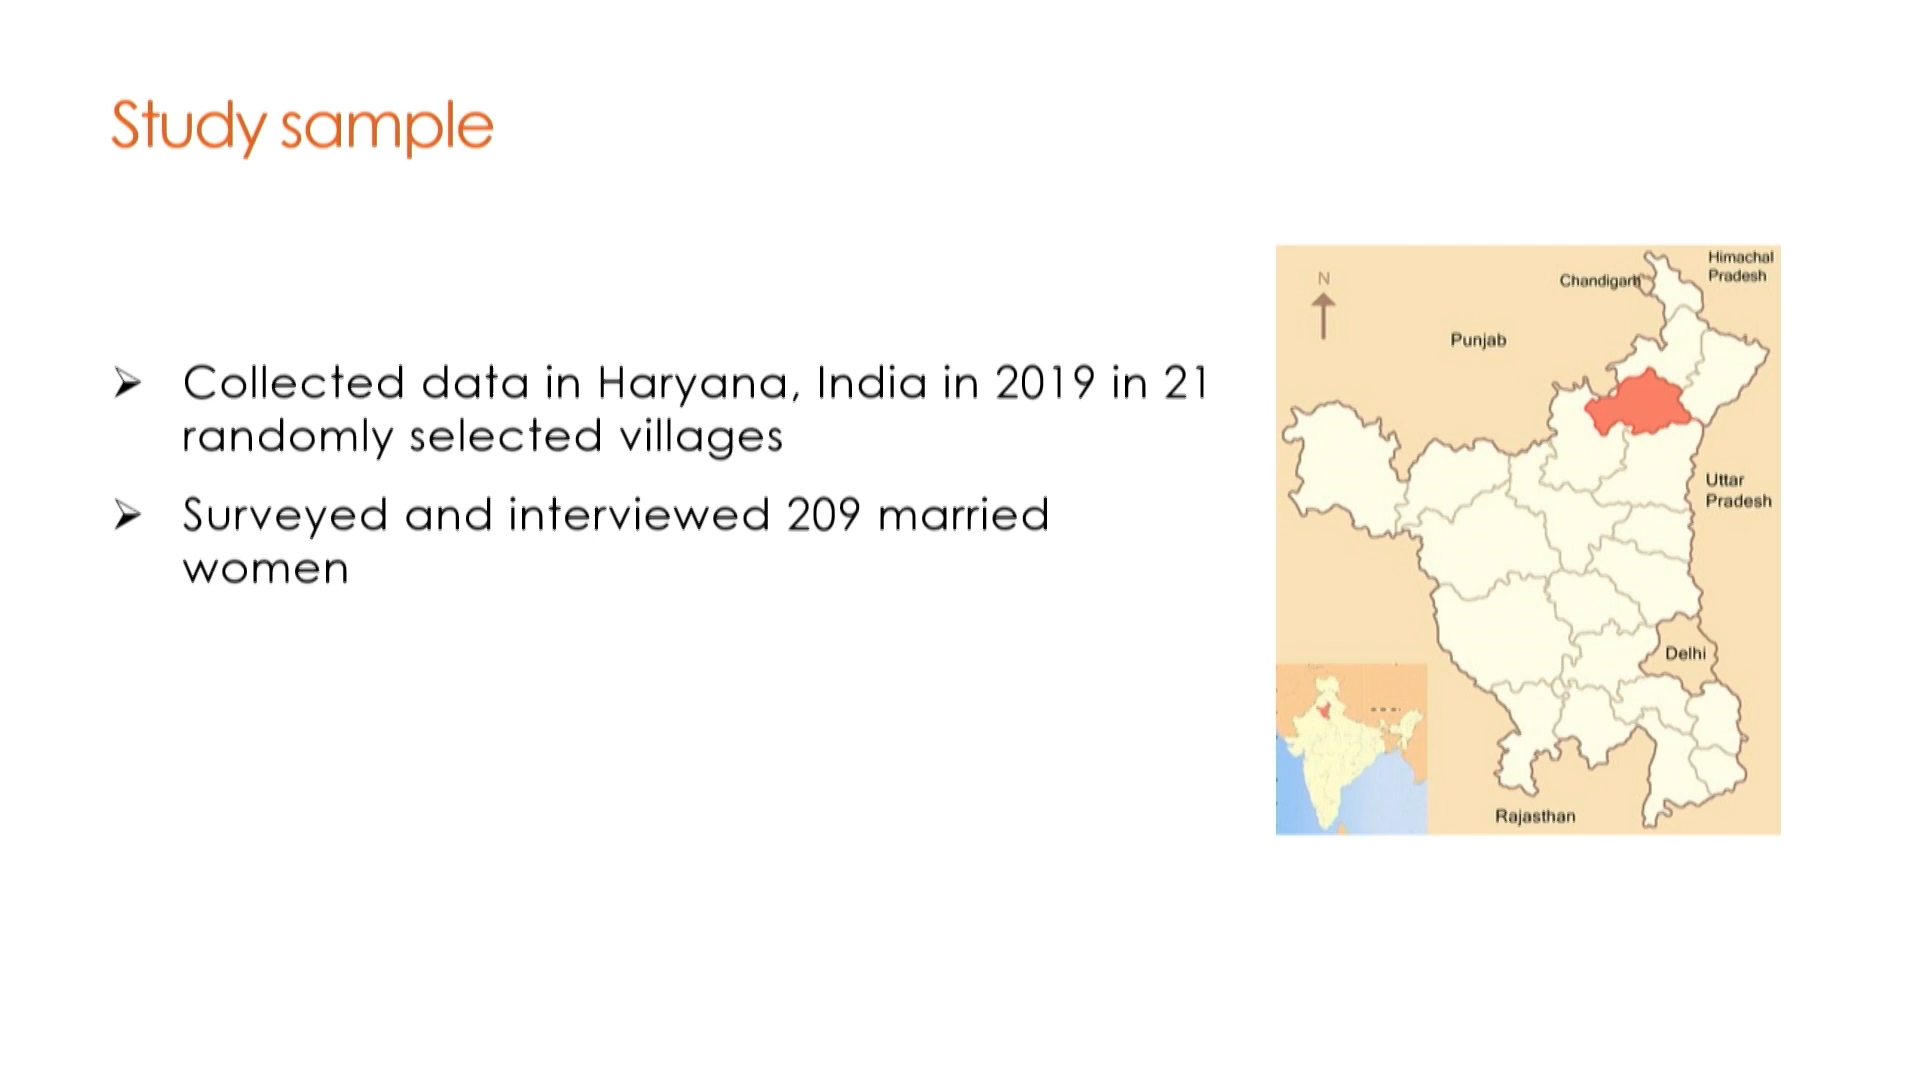 Study sample
➢ Collected data in Haryana, India in 2019 in 21
randomly selected villages
➢ Surveyed and interviewed 209 married
women
N
Himachal
Pradesh
Chandigarh
Punjab
Uttar
Pradesh
Delhi
Rajasthan